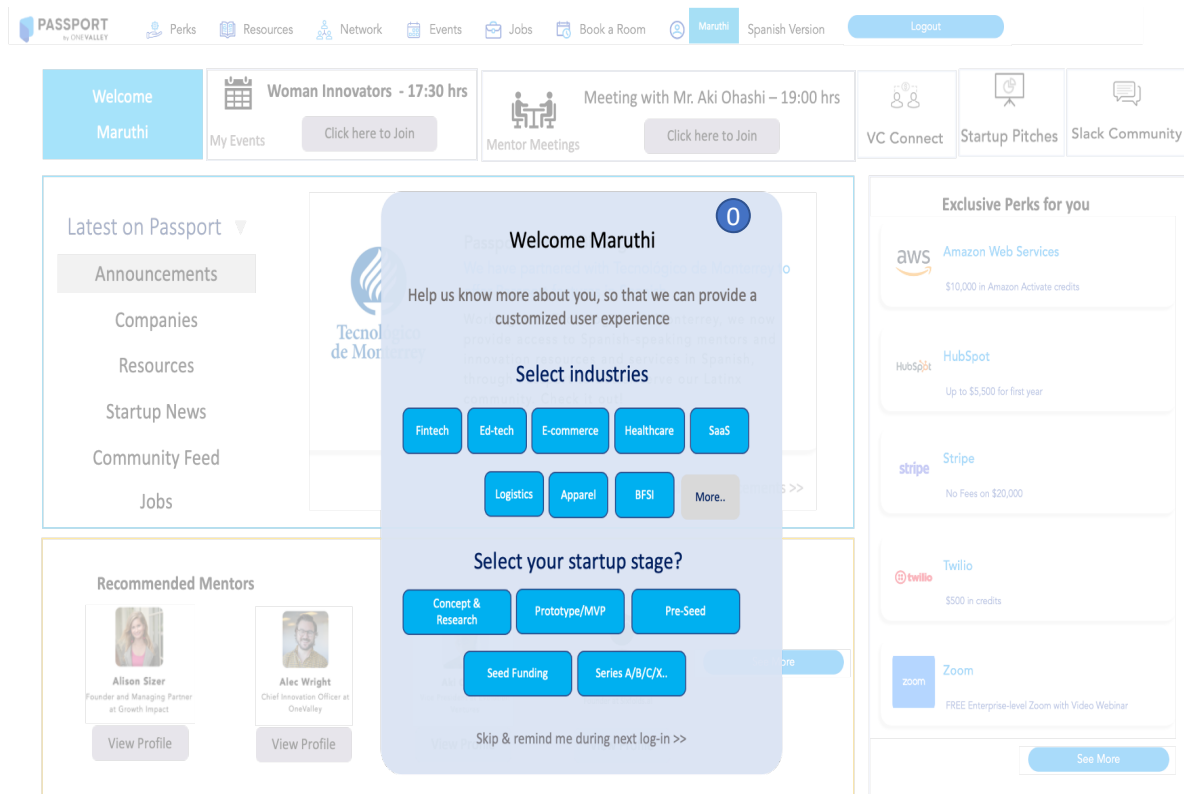 PASSPORT
by ONEVALLEY
Perks
Resources
Network
Events
Jobs
Book a Room
Maruthi
Spanish Version
Logout
Welcome
Maruthi
My Events
Woman Innovators - 17:30 hrs
Click here to Join
Mentor Meetings
Meeting with Mr. Aki Ohashi – 19:00 hrs
Click here to Join
VC Connect
Startup Pitches
Slack Community
Latest on Passport
Announcements
Companies
Resources
Startup News
Community Feed
Jobs
Tecnológico
de Monterrey
0
Welcome Maruthi
Help us know more about you, so that we can provide a
customized user experience
Select industries
Fintech
Ed-tech
E-commerce
Healthcare
SaaS
Logistics
Apparel
BFSI
More..
Select your startup stage?
Concept &
Research
Prototype/MVP
Pre-Seed
Seed Funding
Series A/B/C/X..
Skip & remind me during next log-in >>
Recommended Mentors
Alison Sizer
Founder and Managing Partner
at Growth Impact
View Profile
Alec Wright
Chief Innovation Officer at
OneValley
View Profile
Exclusive Perks for you
aws
Amazon Web Services
$10,000 in Amazon Activate credits
HubSpot
HubSpot
Up to $5,500 for first year
stripe
Stripe
No Fees on $20,000
twilio
Twilio
$500 in credits
zoom
Zoom
FREE Enterprise-level Zoom with Video Webinar
See More